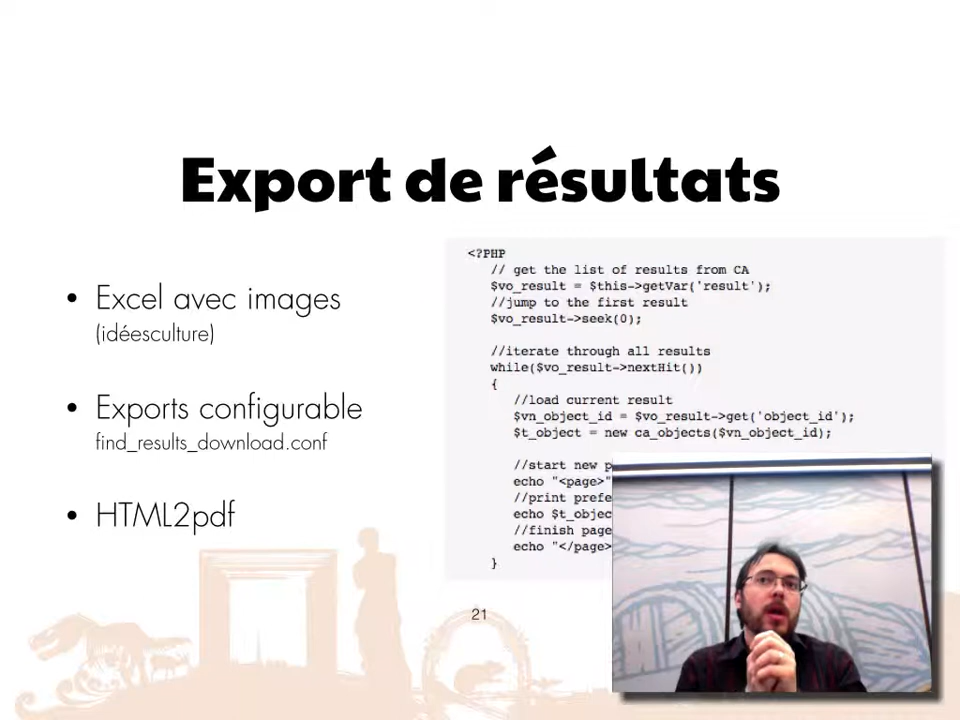 Export de résultats
• Excel avec images
(idéesculture)
• Exports configurable
find_results_download.conf
• HTML2pdf
<?PHP
// get the list of results from CA
$vo_result = $this->getVar('result');
//jump to the first result
$vo_result->seek(0);
//iterate through all results
while($vo_result->nextHit())
{
//load current result
$vn_object_id = $vo_result->get('object_id');
$t_object = new ca_objects($vn_object_id);
//start new p
echo "<page>"
//print prefe
echo $t_objec
//finish page
echo "</page>
}
21